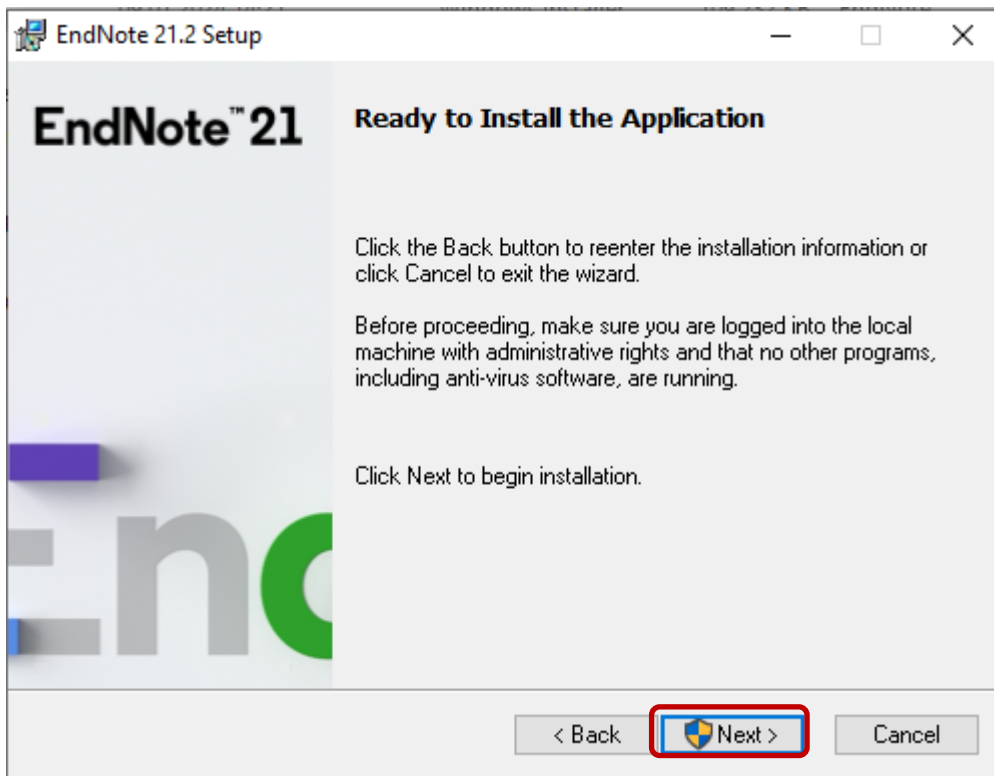 EndNote 21.2 Setup
EndNote™21
Ready to Install the Application
Click the Back button to reenter the installation information or
click Cancel to exit the wizard.
Before proceeding, make sure you are logged into the local
machine with administrative rights and that no other programs,
including anti-virus software, are running.
Click Next to begin installation.
En
< Back
Next >
Cancel